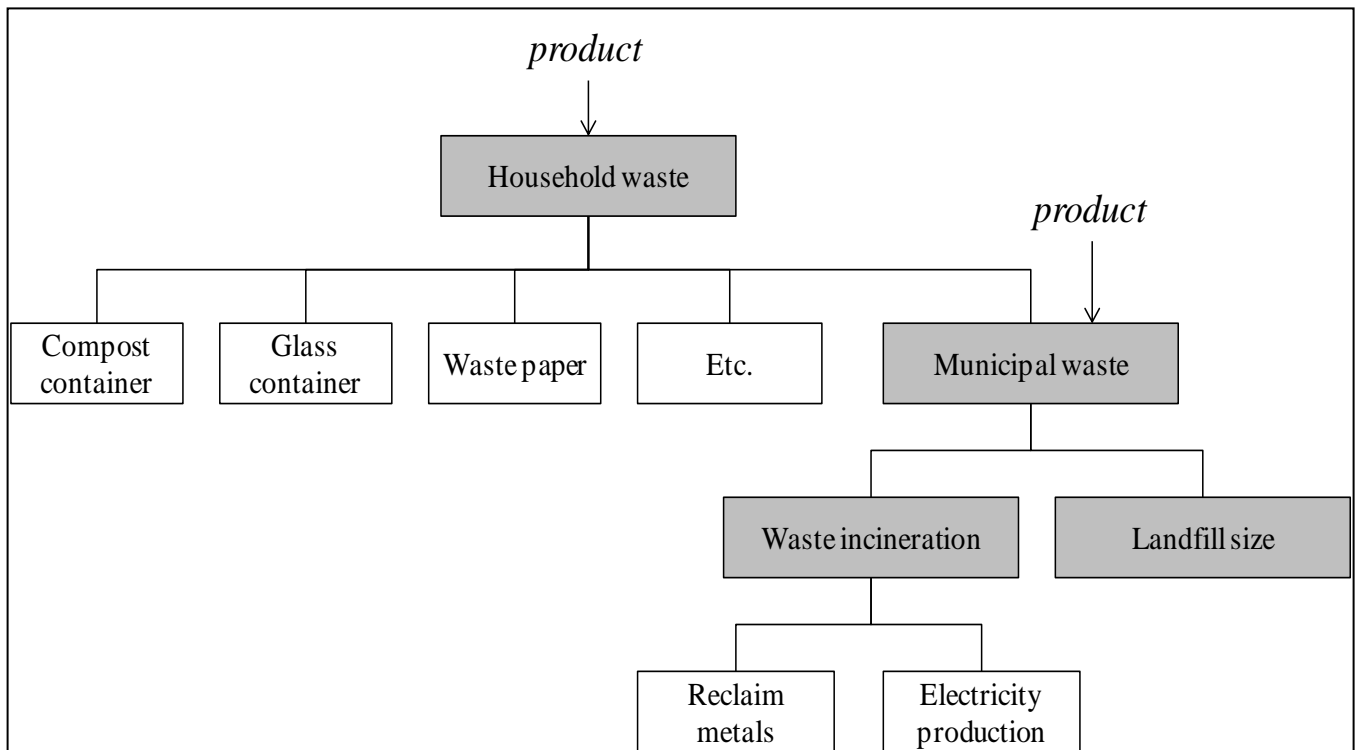 product
Household waste
product
Compost
container
Glass
container
Waste paper
Etc.
Municipal waste
Waste incineration
Landfill size
Reclaim
metals
Electricity
production